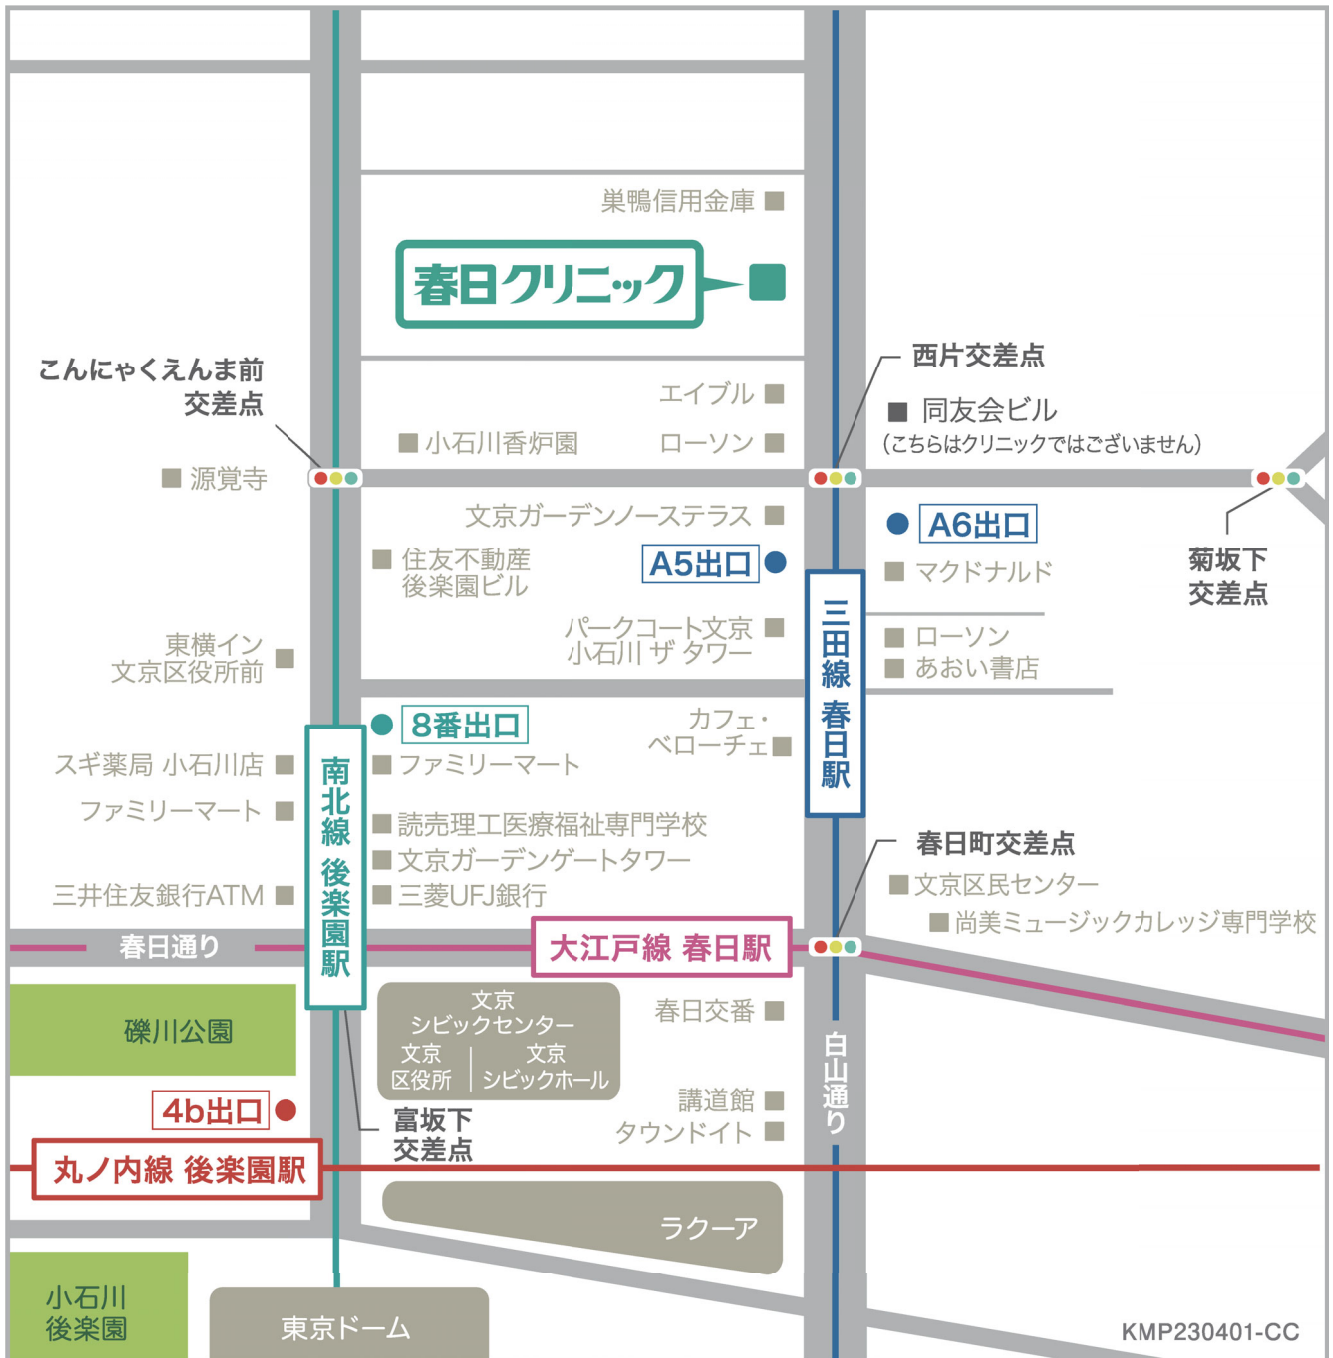 巣鴨信用金庫
春日クリニック
こんにゃくえんま前
交差点
西片交差点
エイブル
同友会ビル
(こちらはクリニックではございません)
小石川香炉園
ローソン
源覚寺
文京ガーデンノーステラス
A6出口
住友不動産
後楽園ビル
A5出口
マクドナルド
菊坂下
交差点
三田線 春日駅
パークコート文京
小石川 ザ タワー
ローソン
あおい書店
東横イン
文京区役所前
8番出口
カフェ・
ベローチェ
スギ薬局 小石川店
南北線 後楽園駅
ファミリーマート
ファミリーマート
読売理工医療福祉専門学校
文京ガーデンゲートタワー
三井住友銀行ATM
三菱UFJ銀行
春日町交差点
文京区民センター
尚美ミュージックカレッジ専門学校
春日通り
大江戸線 春日駅
礫川公園
文京
シビックセンター
文京
区役所
文京
シビックホール
春日交番
白山通り
4b出口
富坂下
交差点
講道館
タウンドイト
丸ノ内線 後楽園駅
ラクーア
小石川
後楽園
東京ドーム
KMP230401-CC